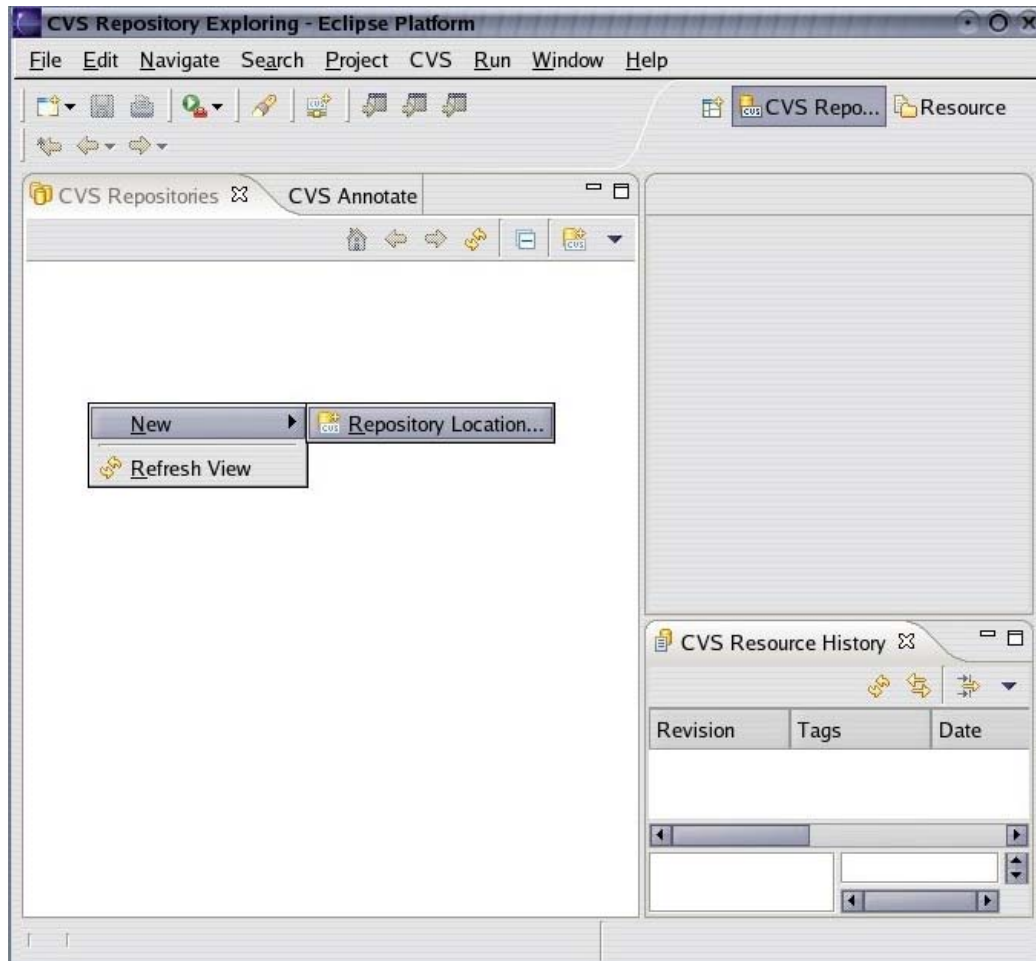 CVS Repository Exploring - Eclipse Platform
File Edit Navigate Search Project CVS Run Window Help
CVS Repo... Resource
CVS Repositories CVS Annotate
New
Repository Location...
Refresh View
CVS Resource History
Revision Tags Date